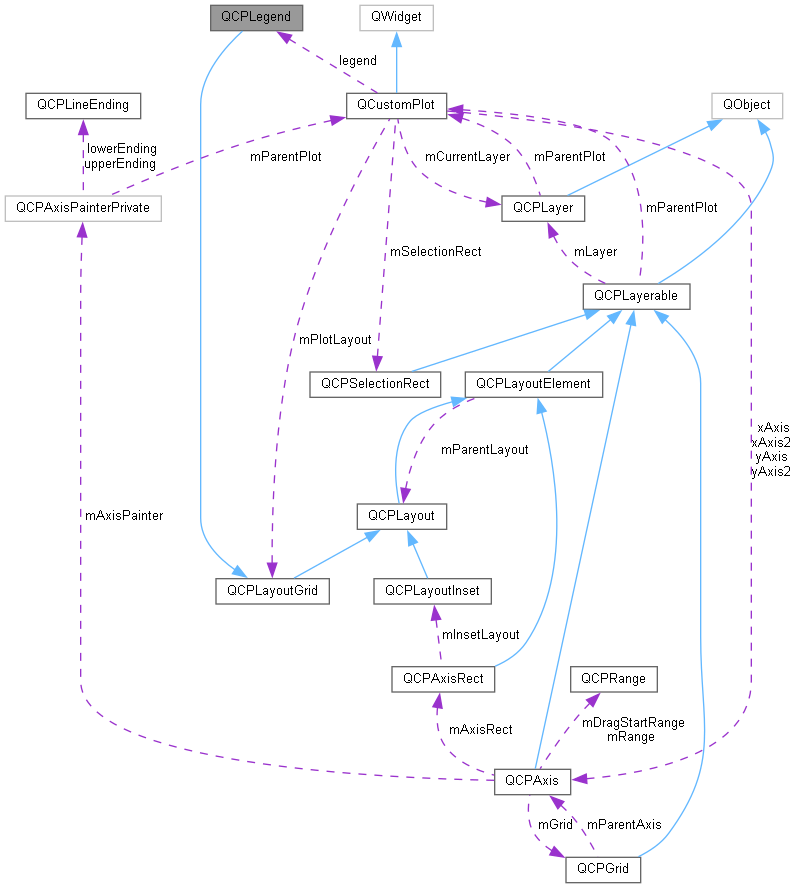 QCPLegend
QWidget
legend
QCPLineEnding
QCustomPlot
QObject
lowerEnding
upperEnding
mParentPlot
mCurrentLayer
mParentPlot
QCPAxisPainterPrivate
QCPLayer
mParentPlot
mSelectionRect
mLayer
QCPLayerable
mPlotLayout
QCPSelectionRect
QCPLayoutElement
xAxis
xAxis2
yAxis
yAxis2
mParentLayout
mAxisPainter
QCPLayout
QCPLayoutGrid
QCPLayoutInset
mInsetLayout
QCPAxisRect
QCPRange
mAxisRect
mDragStartRange
mRange
QCPAxis
mGrid
mParentAxis
QCPGrid